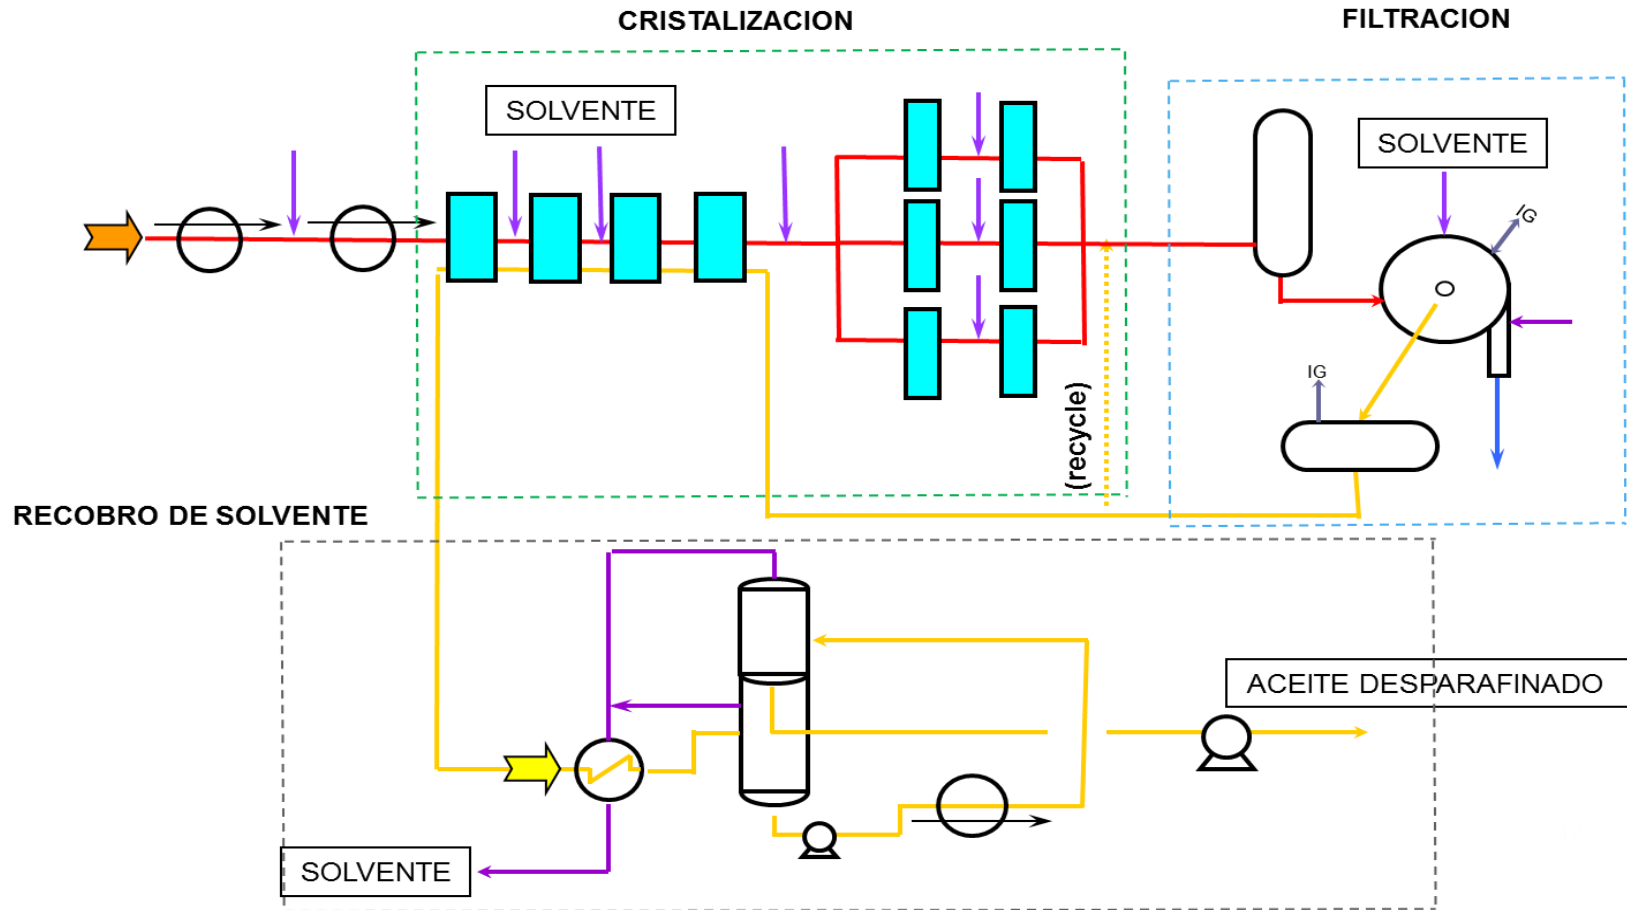 CRISTALIZACION
FILTRACION
SOLVENTE
SOLVENTE
IG
IG
(recycle)
RECOBRO DE SOLVENTE
ACEITE DESPARAFINADO
SOLVENTE